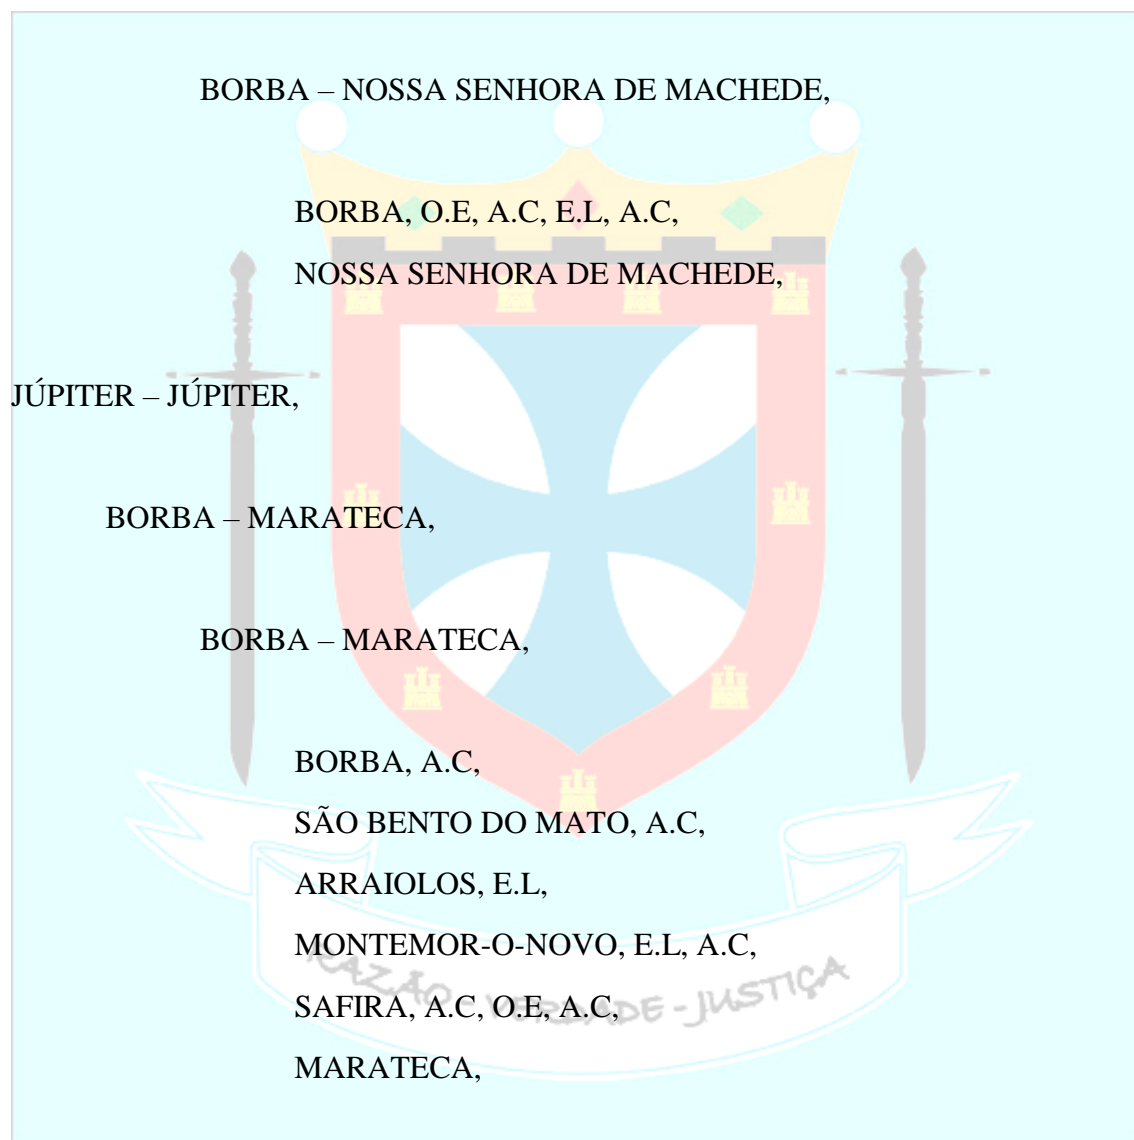 BORBA – NOSSA SENHORA DE MACHEDE,
BORBA, O.E, A.C, E.L, A.C,
NOSSA SENHORA DE MACHEDE,
JÚPITER – JÚPITER,
BORBA – MARATECA,
BORBA – MARATECA,
BORBA, A.C,
SÃO BENTO DO MATO, A.C,
ARRAIOLOS, E.L,
MONTEMOR-O-NOVO, E.L, A.C,
RAZÃO - VERDADE - JUSTIÇA
SAFIRA, A.C, O.E, A.C,
MARATECA,